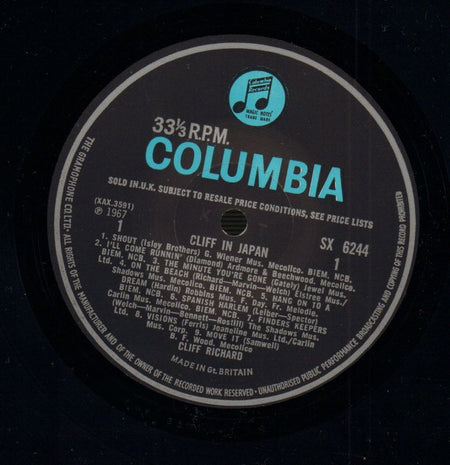 Columbia
Records
MAGIC NOTES
TRADE MARK
33⅓ R.P.M.
COLUMBIA
SOLD IN U.K. SUBJECT TO RESALE PRICE CONDITIONS, SEE PRICE LISTS
(XAX.3591)
℗ 1967
1
CLIFF IN JAPAN
SX 6244
1
1. SHOUT (Isley Brothers) G. Wiener Mus. Mecolico. BIEM. NCB.
2. I'LL COME RUNNIN' (Diamond) Ardmore & Beechwood. Mecolico.
BIEM. NCB. 3. THE MINUTE YOU'RE GONE (Gately) Jewel Mus.
Ltd. 4. ON THE BEACH (Richard—Marvin—Welch) Elstree Mus./
Shadows Mus. Mecolico. BIEM. NCB. 5. HANG ON TO A
DREAM (Hardin) Robbins Mus. Corp. Fr. Melodie.
BIEM. NCB. 6. SPANISH HARLEM (Leiber—Spector)
Carlin Mus. Mecolico. BIEM. NCB. 7. FINDERS KEEPERS
(Welch—Marvin—Bennett—Rostill) The Shadows Mus.
Ltd. 8. VISIONS (Ferris) Jeanoline Mus. Ltd./Carlin
Mus. Corp. 9. MOVE IT (Samwell)
B. F. Wood. Mecolico
CLIFF RICHARD
MADE IN Gt. BRITAIN
THE GRAMOPHONE CO. LTD.· ALL RIGHTS OF THE MANUFACTURER AND OF THE OWNER OF THE RECORDED WORK RESERVED · UNAUTHORISED PUBLIC PERFORMANCE BROADCASTING AND COPYING OF THIS RECORD PROHIBITED